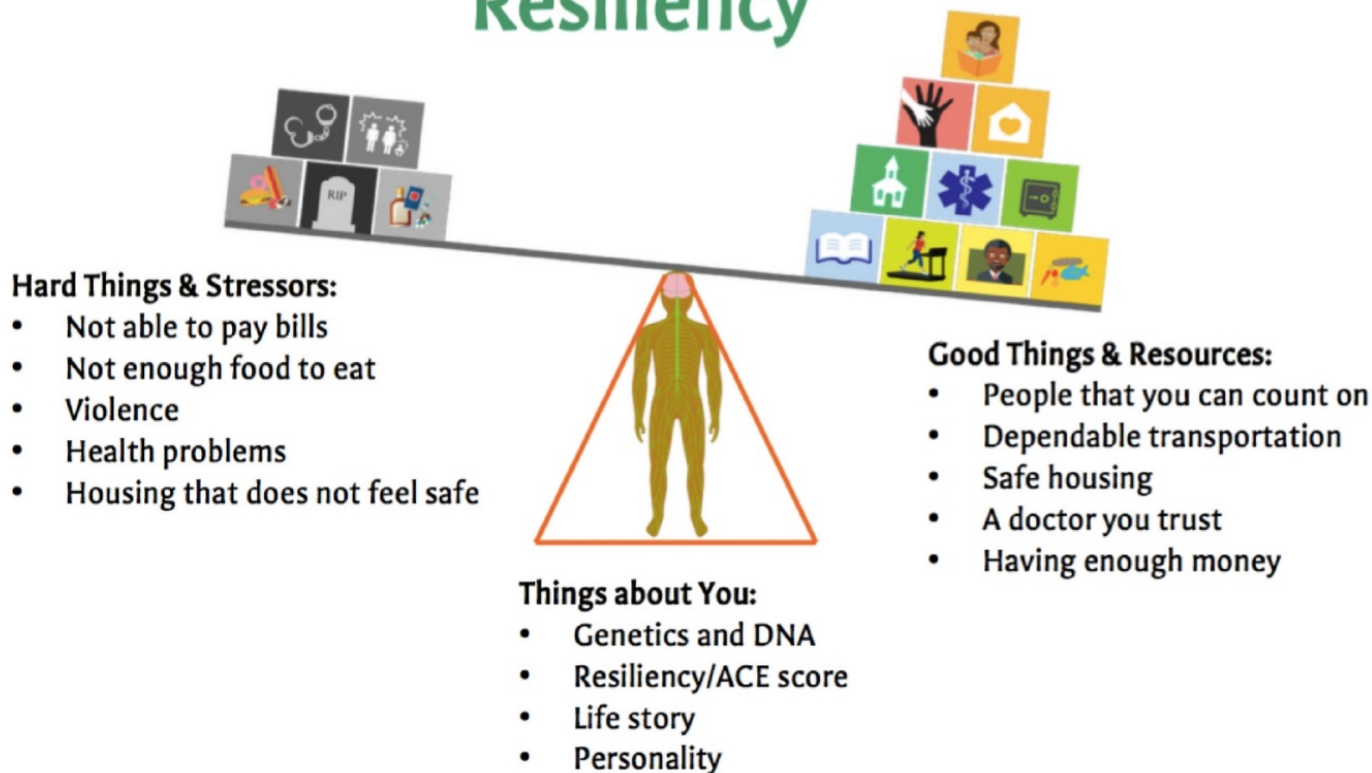 Resiliency
RIP
Hard Things & Stressors:
• Not able to pay bills
• Not enough food to eat
• Violence
• Health problems
• Housing that does not feel safe
Good Things & Resources:
• People that you can count on
• Dependable transportation
• Safe housing
• A doctor you trust
• Having enough money
Things about You:
• Genetics and DNA
• Resiliency/ACE score
• Life story
• Personality